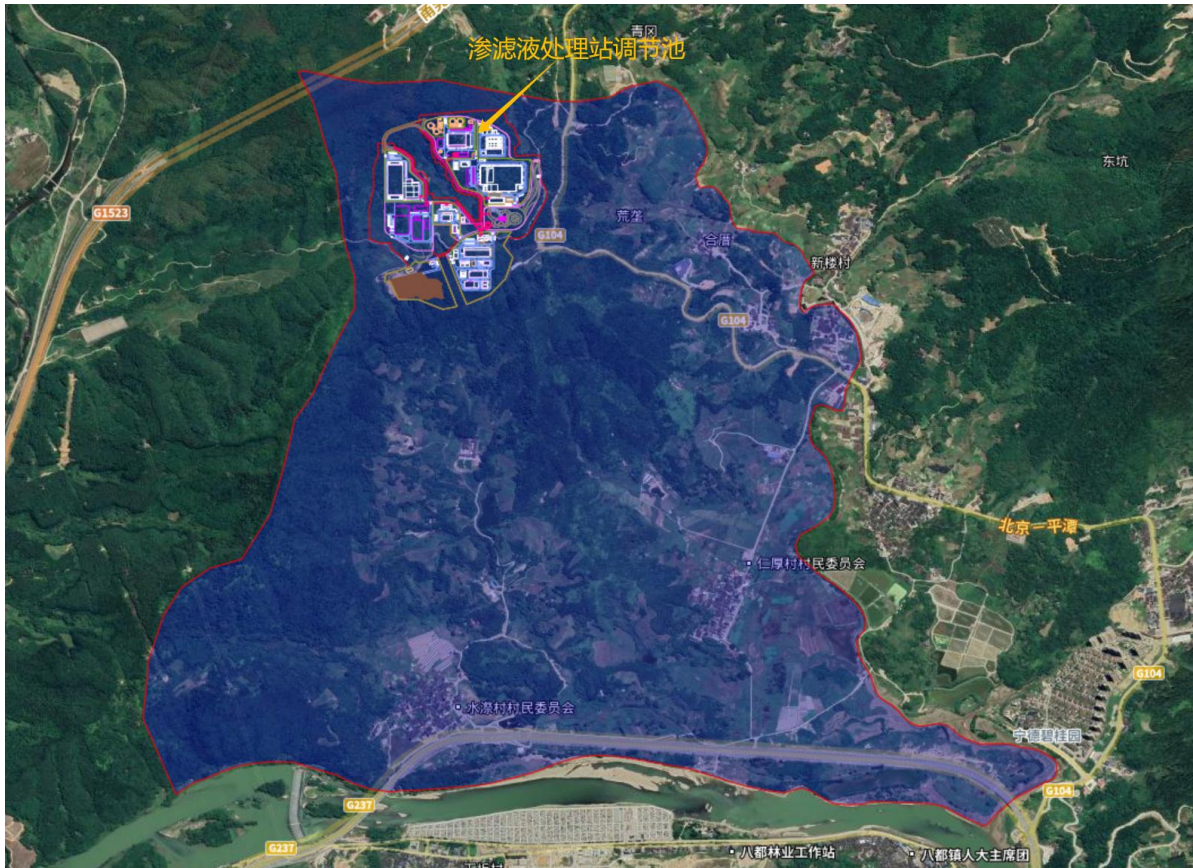 渗滤液处理站调节池
青冈
东坑
G1523
荒垄
合厝
G104
新楼村
G104
北京—平潭
仁厚村村民委员会
G104
水漈村村民委员会
宁德碧桂园
G104
G237
G237
八都林业工作站
八都镇人大主席团